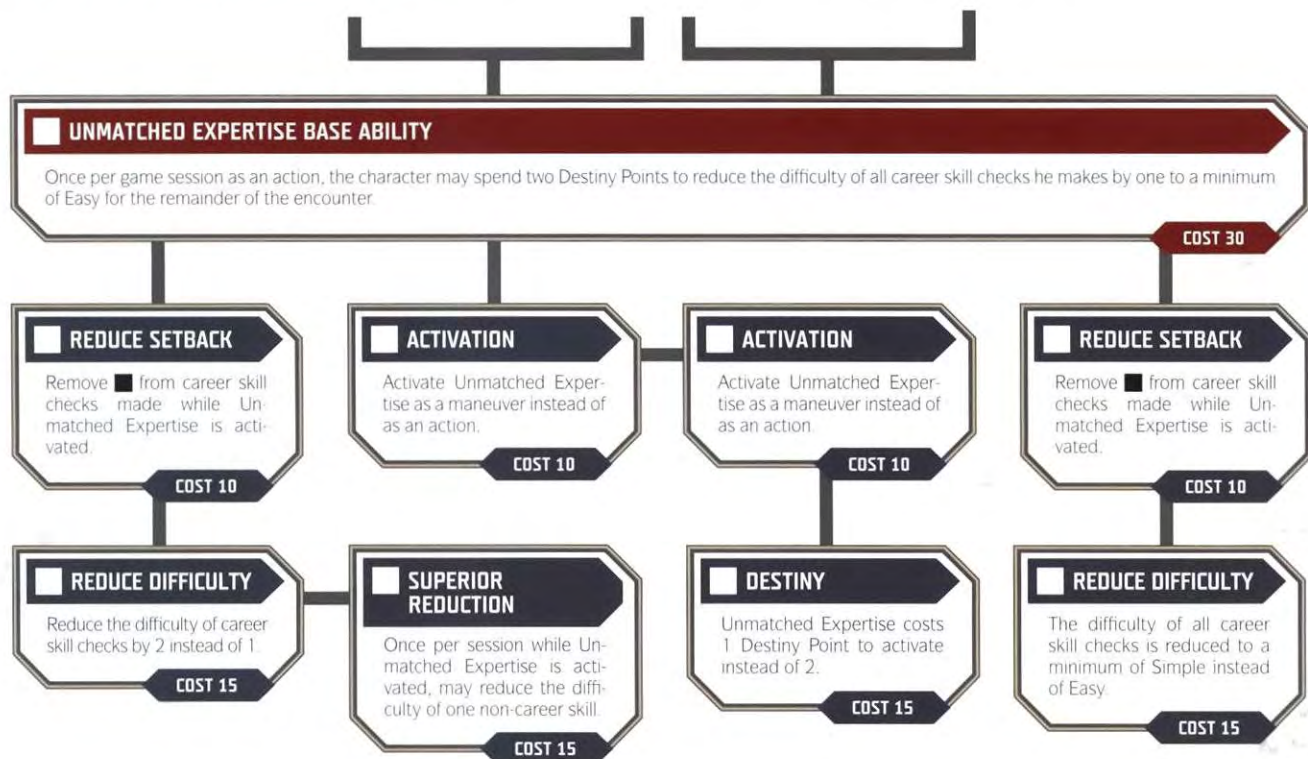 UNMATCHED EXPERTISE BASE ABILITY
Once per game session as an action, the character may spend two Destiny Points to reduce the difficulty of all career skill checks he makes by one to a minimum
of Easy for the remainder of the encounter.
COST 30
REDUCE SETBACK
Remove ■ from career skill
checks made while Un-
matched Expertise is acti-
vated.
COST 10
ACTIVATION
Activate Unmatched Exper-
tise as a maneuver instead of
as an action.
COST 10
ACTIVATION
Activate Unmatched Exper-
tise as a maneuver instead of
as an action.
COST 10
REDUCE SETBACK
Remove ■ from career skill
checks made while Un-
matched Expertise is acti-
vated.
COST 10
REDUCE DIFFICULTY
Reduce the difficulty of career
skill checks by 2 instead of 1.
COST 15
SUPERIOR
REDUCTION
Once per session while Un-
matched Expertise is acti-
vated, may reduce the diffi-
culty of one non-career skill.
COST 15
DESTINY
Unmatched Expertise costs
1 Destiny Point to activate
instead of 2.
COST 15
REDUCE DIFFICULTY
The difficulty of all career
skill checks is reduced to a
minimum of Simple instead
of Easy.
COST 15